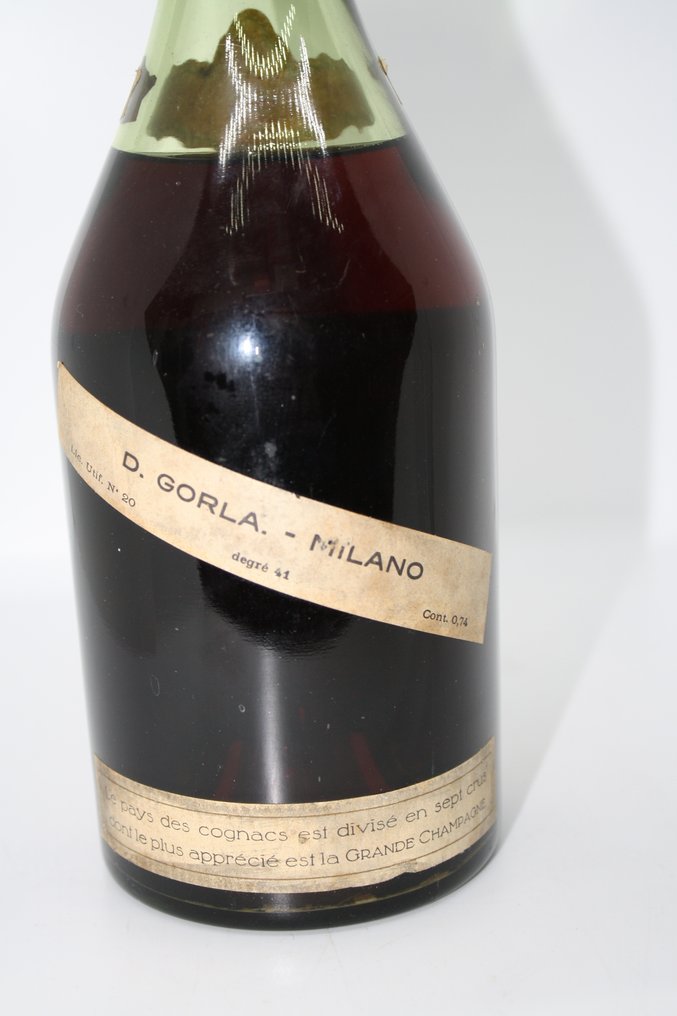 D. GORLA. - MILANO
Lic. Utif. N° 20
degré 41
Cont. 0,74
Le pays des cognacs est divisé en sept crus
dont le plus apprécié est la GRANDE CHAMPAGNE